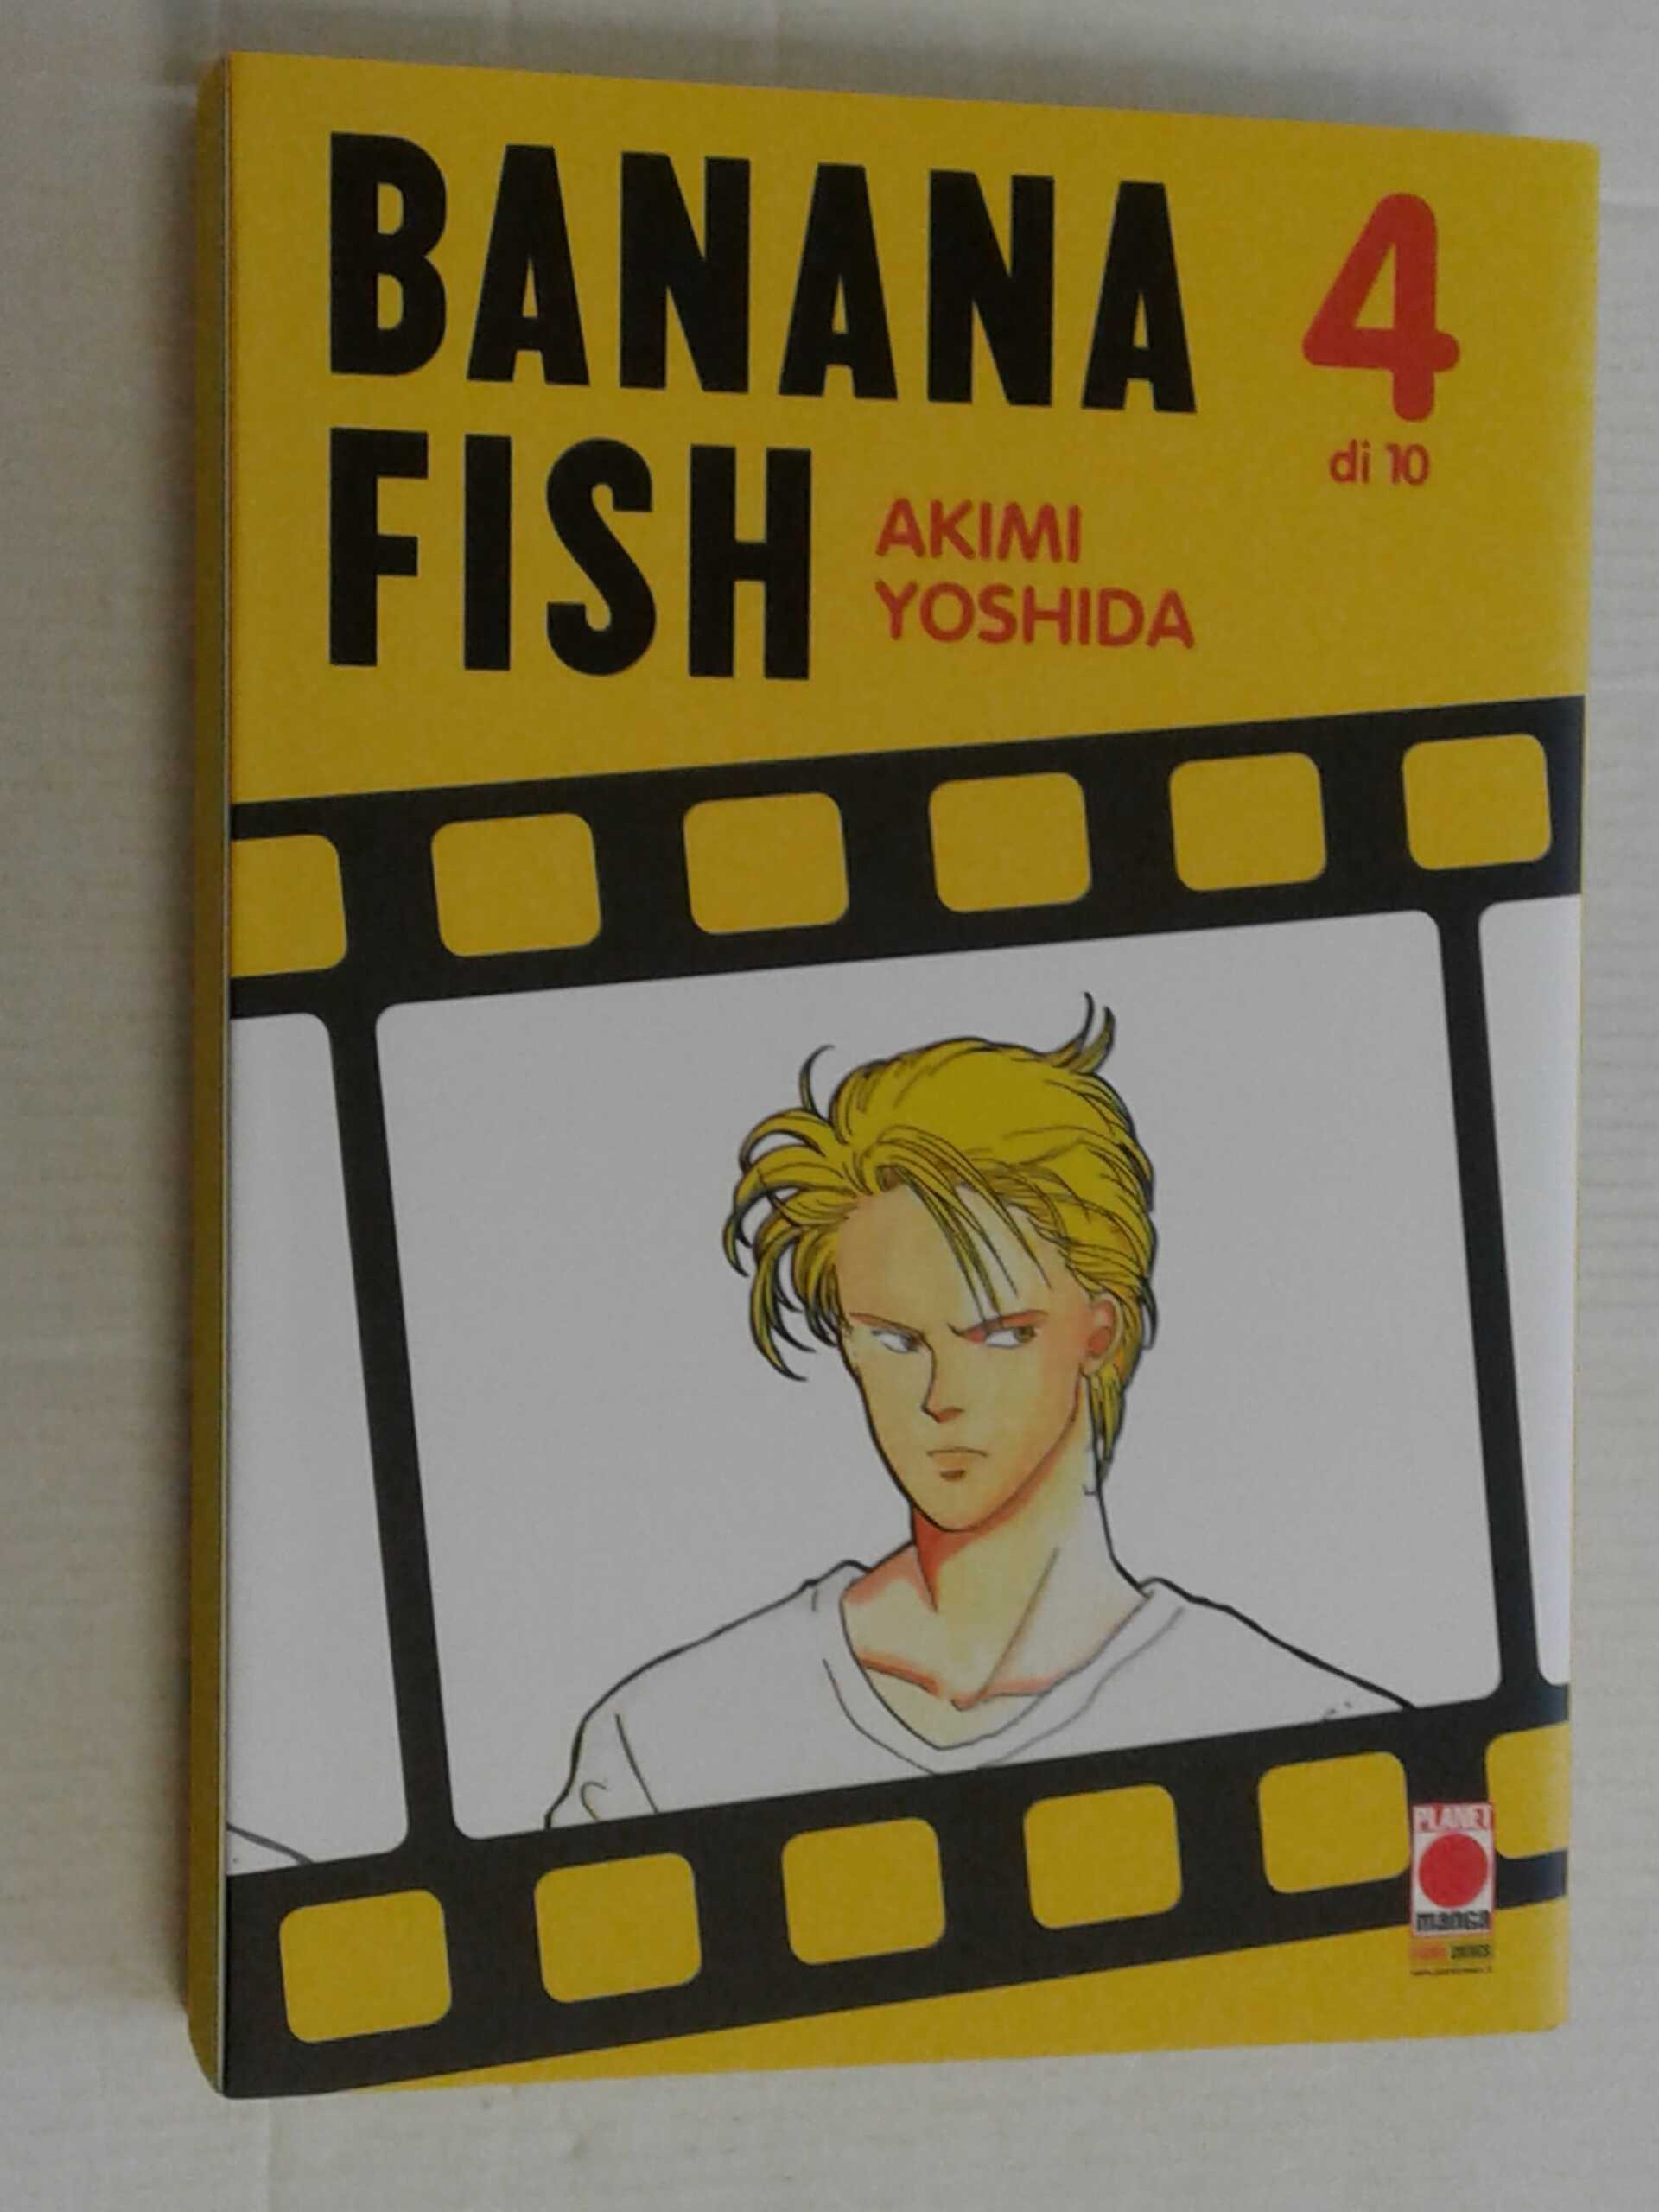 BANANA
FISH
4
di 10
AKIMI
YOSHIDA
PLANET
manga